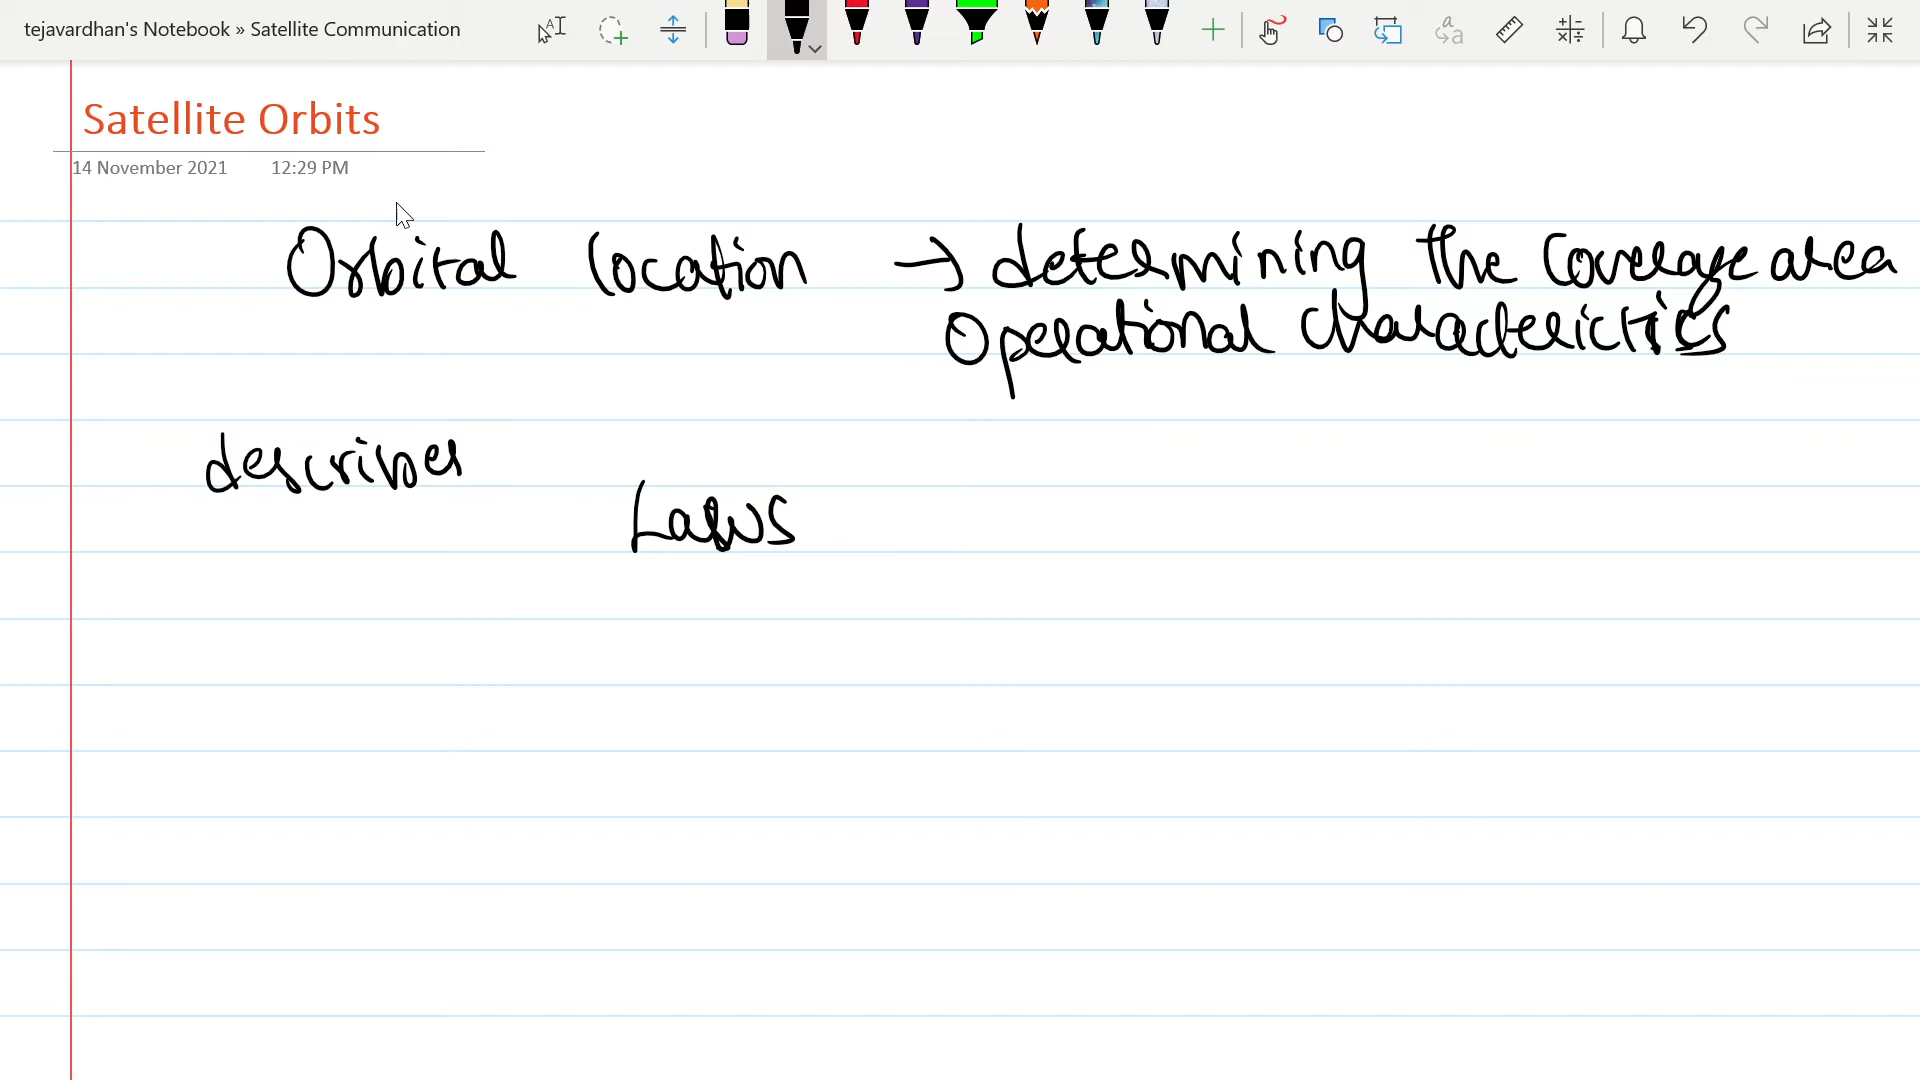 tejavardhan's Notebook » Satellite Communication
Satellite Orbits
14 November 2021 12:29 PM
Orbital location → determining the Coverage area
Operational characterictics
describes
Laws